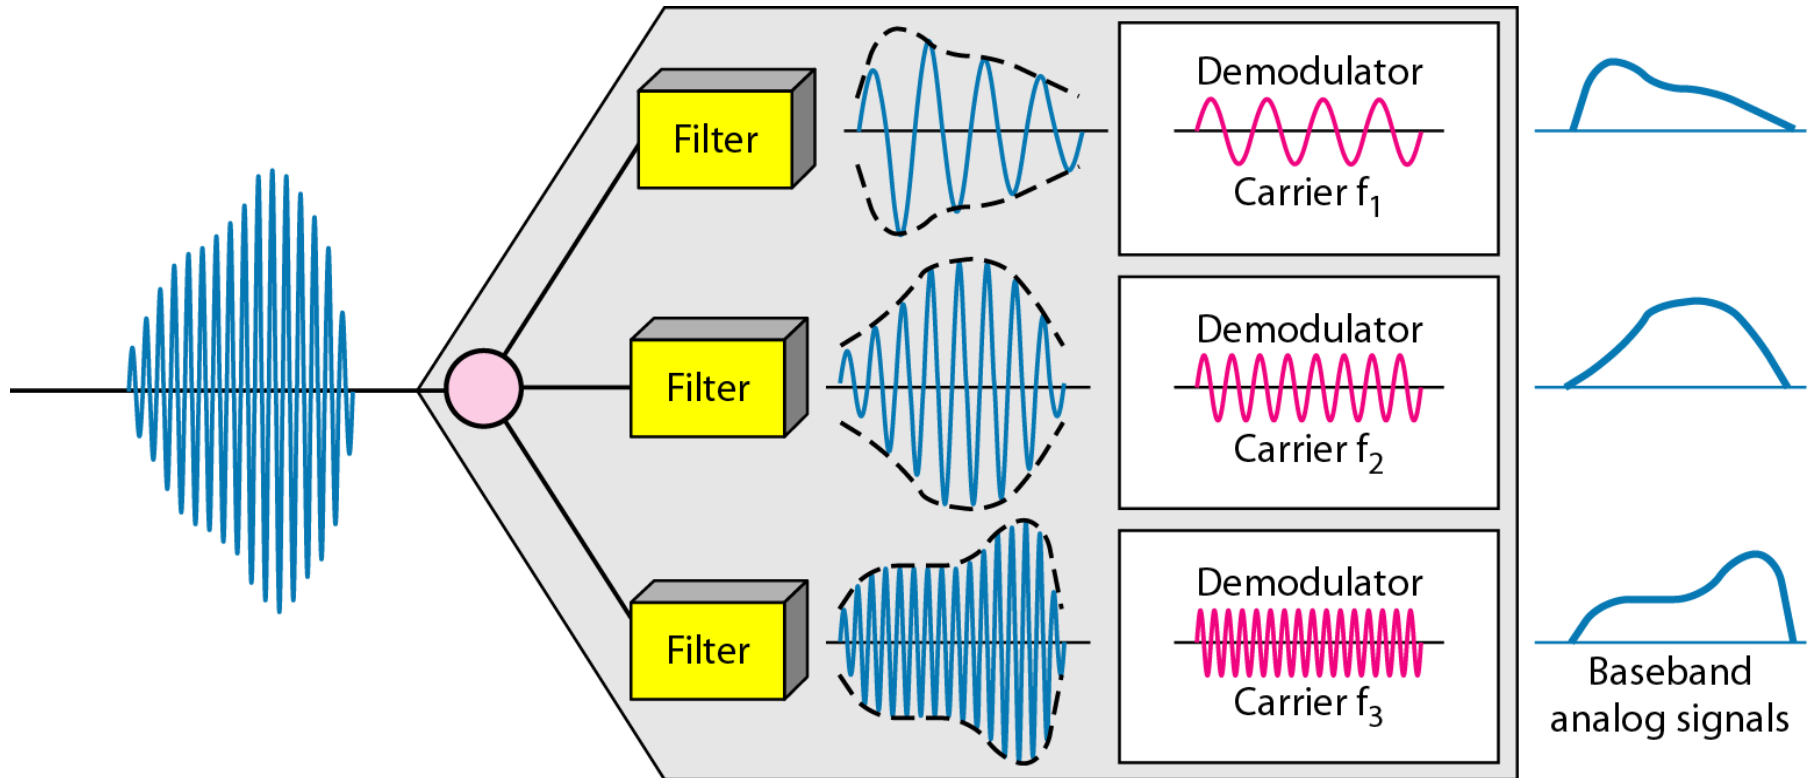 Filter
Demodulator
Carrier f₁
Filter
Demodulator
Carrier f₂
Filter
Demodulator
Carrier f₃
Baseband
analog signals